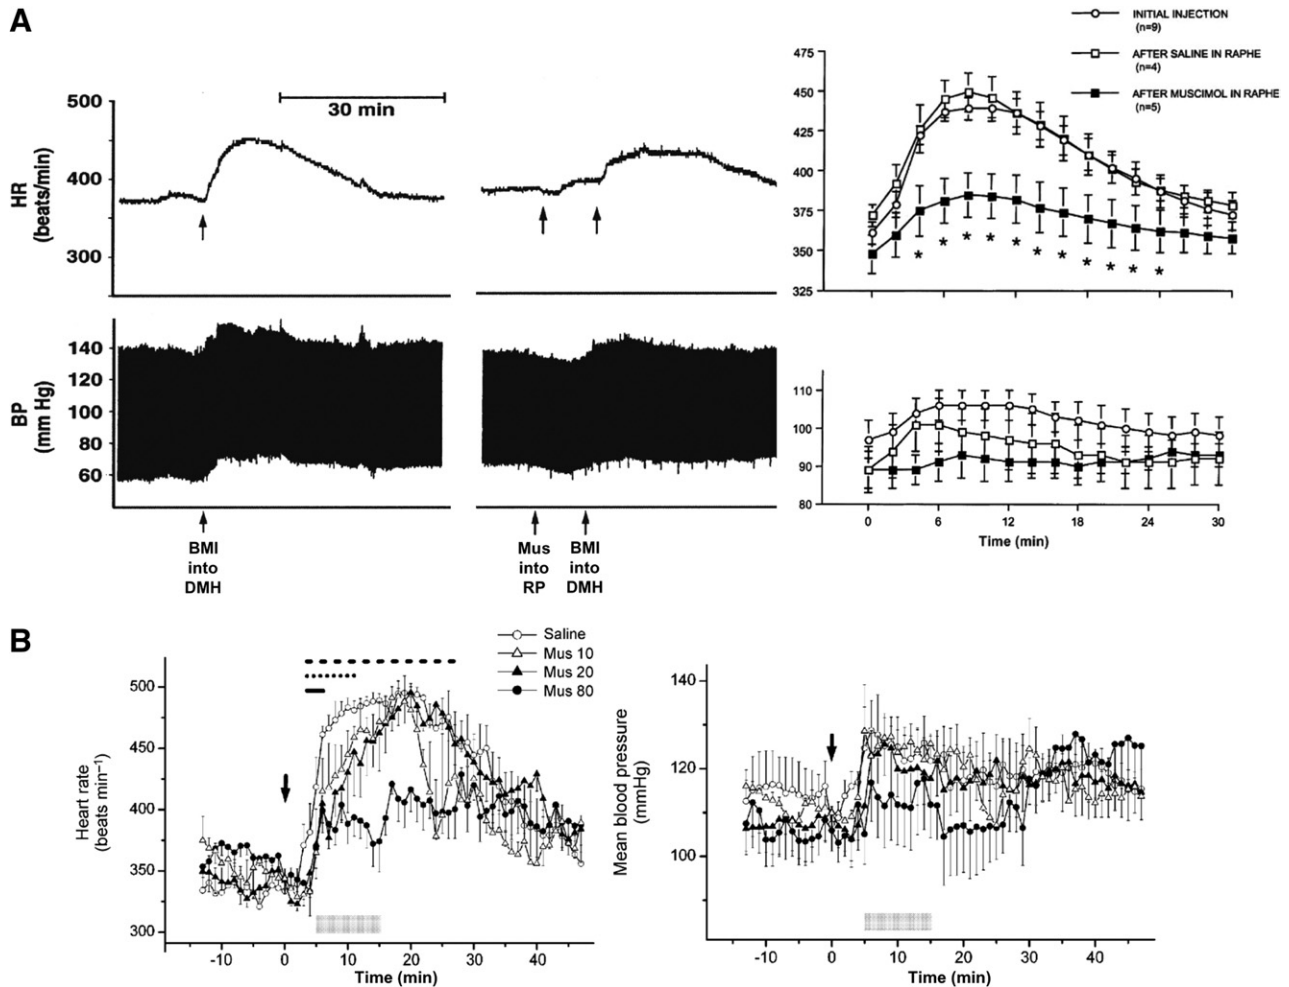 A
500
400
300
HR
(beats/min)
30 min
140
120
100
80
60
BP
(mm Hg)
BMI
into
DMH
Mus
into
RP
BMI
into
DMH
INITIAL INJECTION
(n=9)
AFTER SALINE IN RAPHE
(n=4)
AFTER MUSCIMOL IN RAPHE
(n=5)
475
450
425
400
375
350
325
* * * * * * * * * * *
110
100
90
80
0 6 12 18 24 30
Time (min)
B
Saline
Mus 10
Mus 20
Mus 80
500
450
400
350
300
Heart rate
(beats min⁻¹)
-10 0 10 20 30 40
Time (min)
140
120
100
Mean blood pressure
(mmHg)
-10 0 10 20 30 40
Time (min)